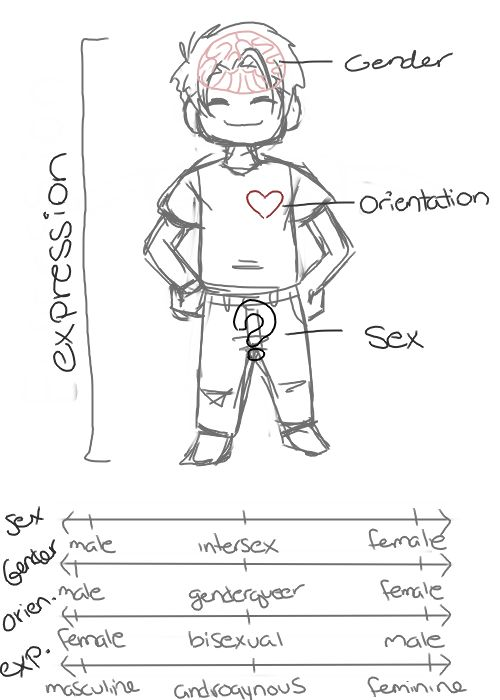 Gender
Orientation
expression
?
Sex
Sex
male intersex female
Gender
male genderqueer female
Orien.
female bisexual male
exp.
masculine androgynous feminine